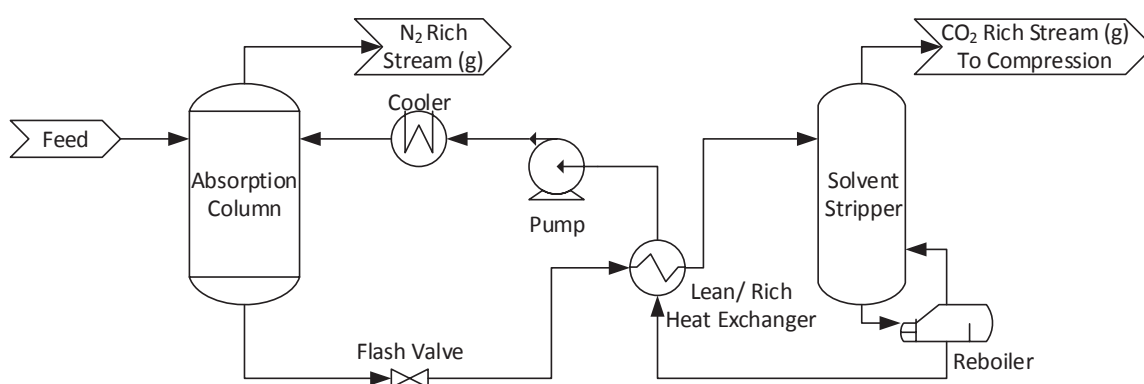 N₂ Rich
Stream (g)
CO₂ Rich Stream (g)
To Compression
Cooler
Feed
Absorption
Column
Solvent
Stripper
Pump
Lean/ Rich
Heat Exchanger
Flash Valve
Reboiler